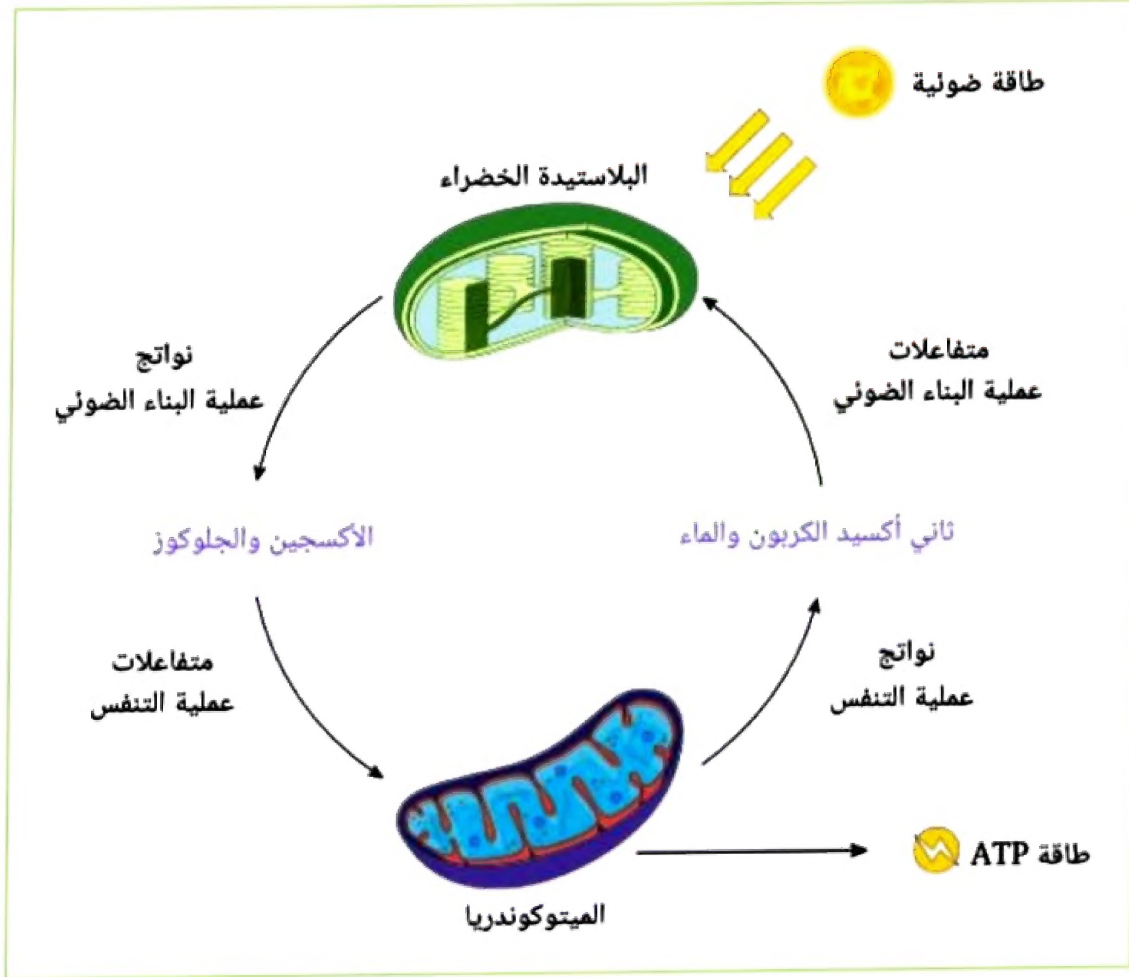 طاقة ضوئية
البلاستيدة الخضراء
متفاعلات
عملية البناء الضوئي
نواتج
عملية البناء الضوئي
ثاني أكسيد الكربون والماء
الأكسجين والجلوكوز
نواتج
عملية التنفس
متفاعلات
عملية التنفس
طاقة ATP
الميتوكوندريا